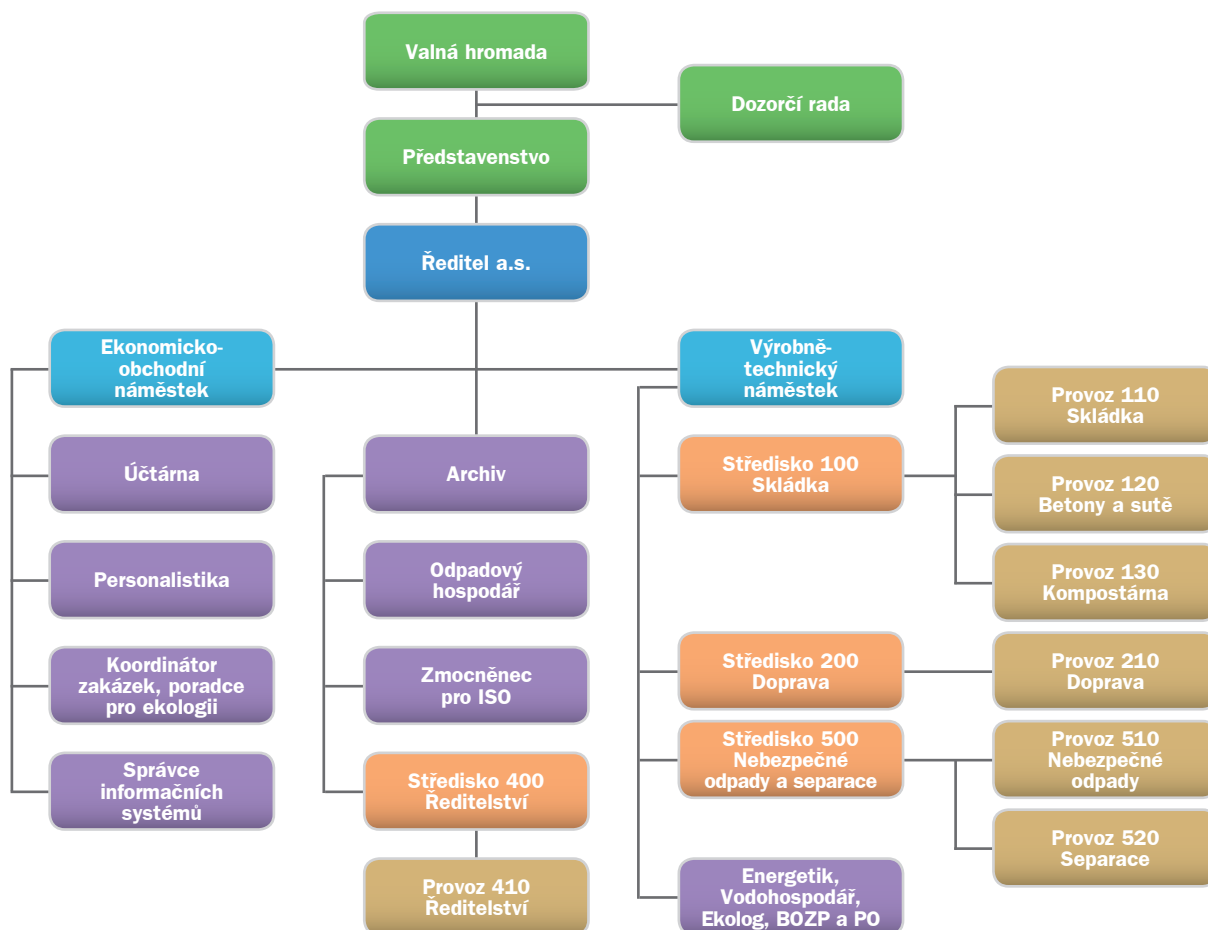 Valná hromada
Dozorčí rada
Představenstvo
Ředitel a.s.
Ekonomicko-
obchodní
náměstek
Výrobně-
technický
náměstek
Účtárna
Personalistika
Koordinátor
zakázek, poradce
pro ekologii
Správce
informačních
systémů
Archiv
Odpadový
hospodář
Zmocněnec
pro ISO
Středisko 400
Ředitelství
Provoz 410
Ředitelství
Středisko 100
Skládka
Středisko 200
Doprava
Středisko 500
Nebezpečné
odpady a separace
Energetik,
Vodohospodář,
Ekolog, BOZP a PO
Provoz 110
Skládka
Provoz 120
Betony a sutě
Provoz 130
Kompostárna
Provoz 210
Doprava
Provoz 510
Nebezpečné
odpady
Provoz 520
Separace